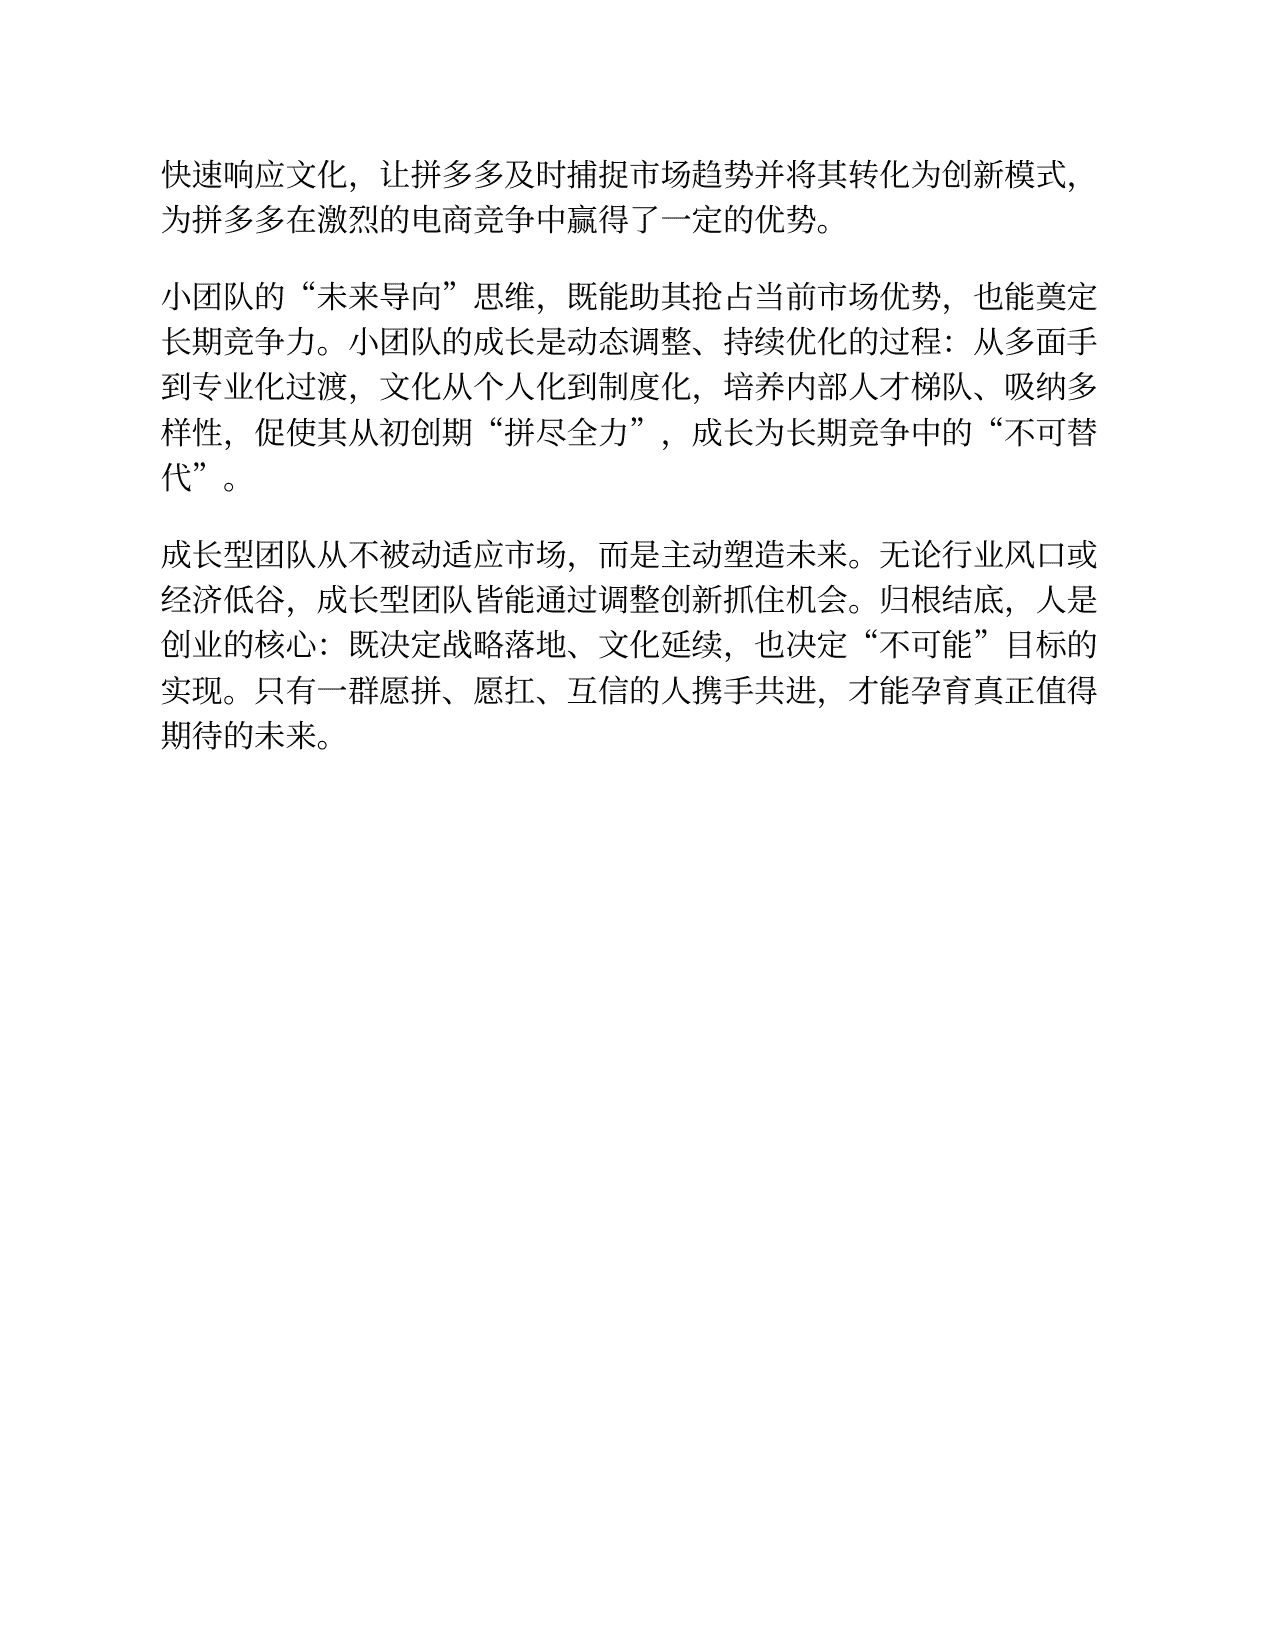 快速响应文化，让拼多多及时捕捉市场趋势并将其转化为创新模式，
为拼多多在激烈的电商竞争中赢得了一定的优势。
小团队的“未来导向”思维，既能助其抢占当前市场优势，也能奠定
长期竞争力。小团队的成长是动态调整、持续优化的过程：从多面手
到专业化过渡，文化从个人化到制度化，培养内部人才梯队、吸纳多
样性，促使其从初创期“拼尽全力”，成长为长期竞争中的“不可替
代”。
成长型团队从不被动适应市场，而是主动塑造未来。无论行业风口或
经济低谷，成长型团队皆能通过调整创新抓住机会。归根结底，人是
创业的核心：既决定战略落地、文化延续，也决定“不可能”目标的
实现。只有一群愿拼、愿扛、互信的人携手共进，才能孕育真正值得
期待的未来。